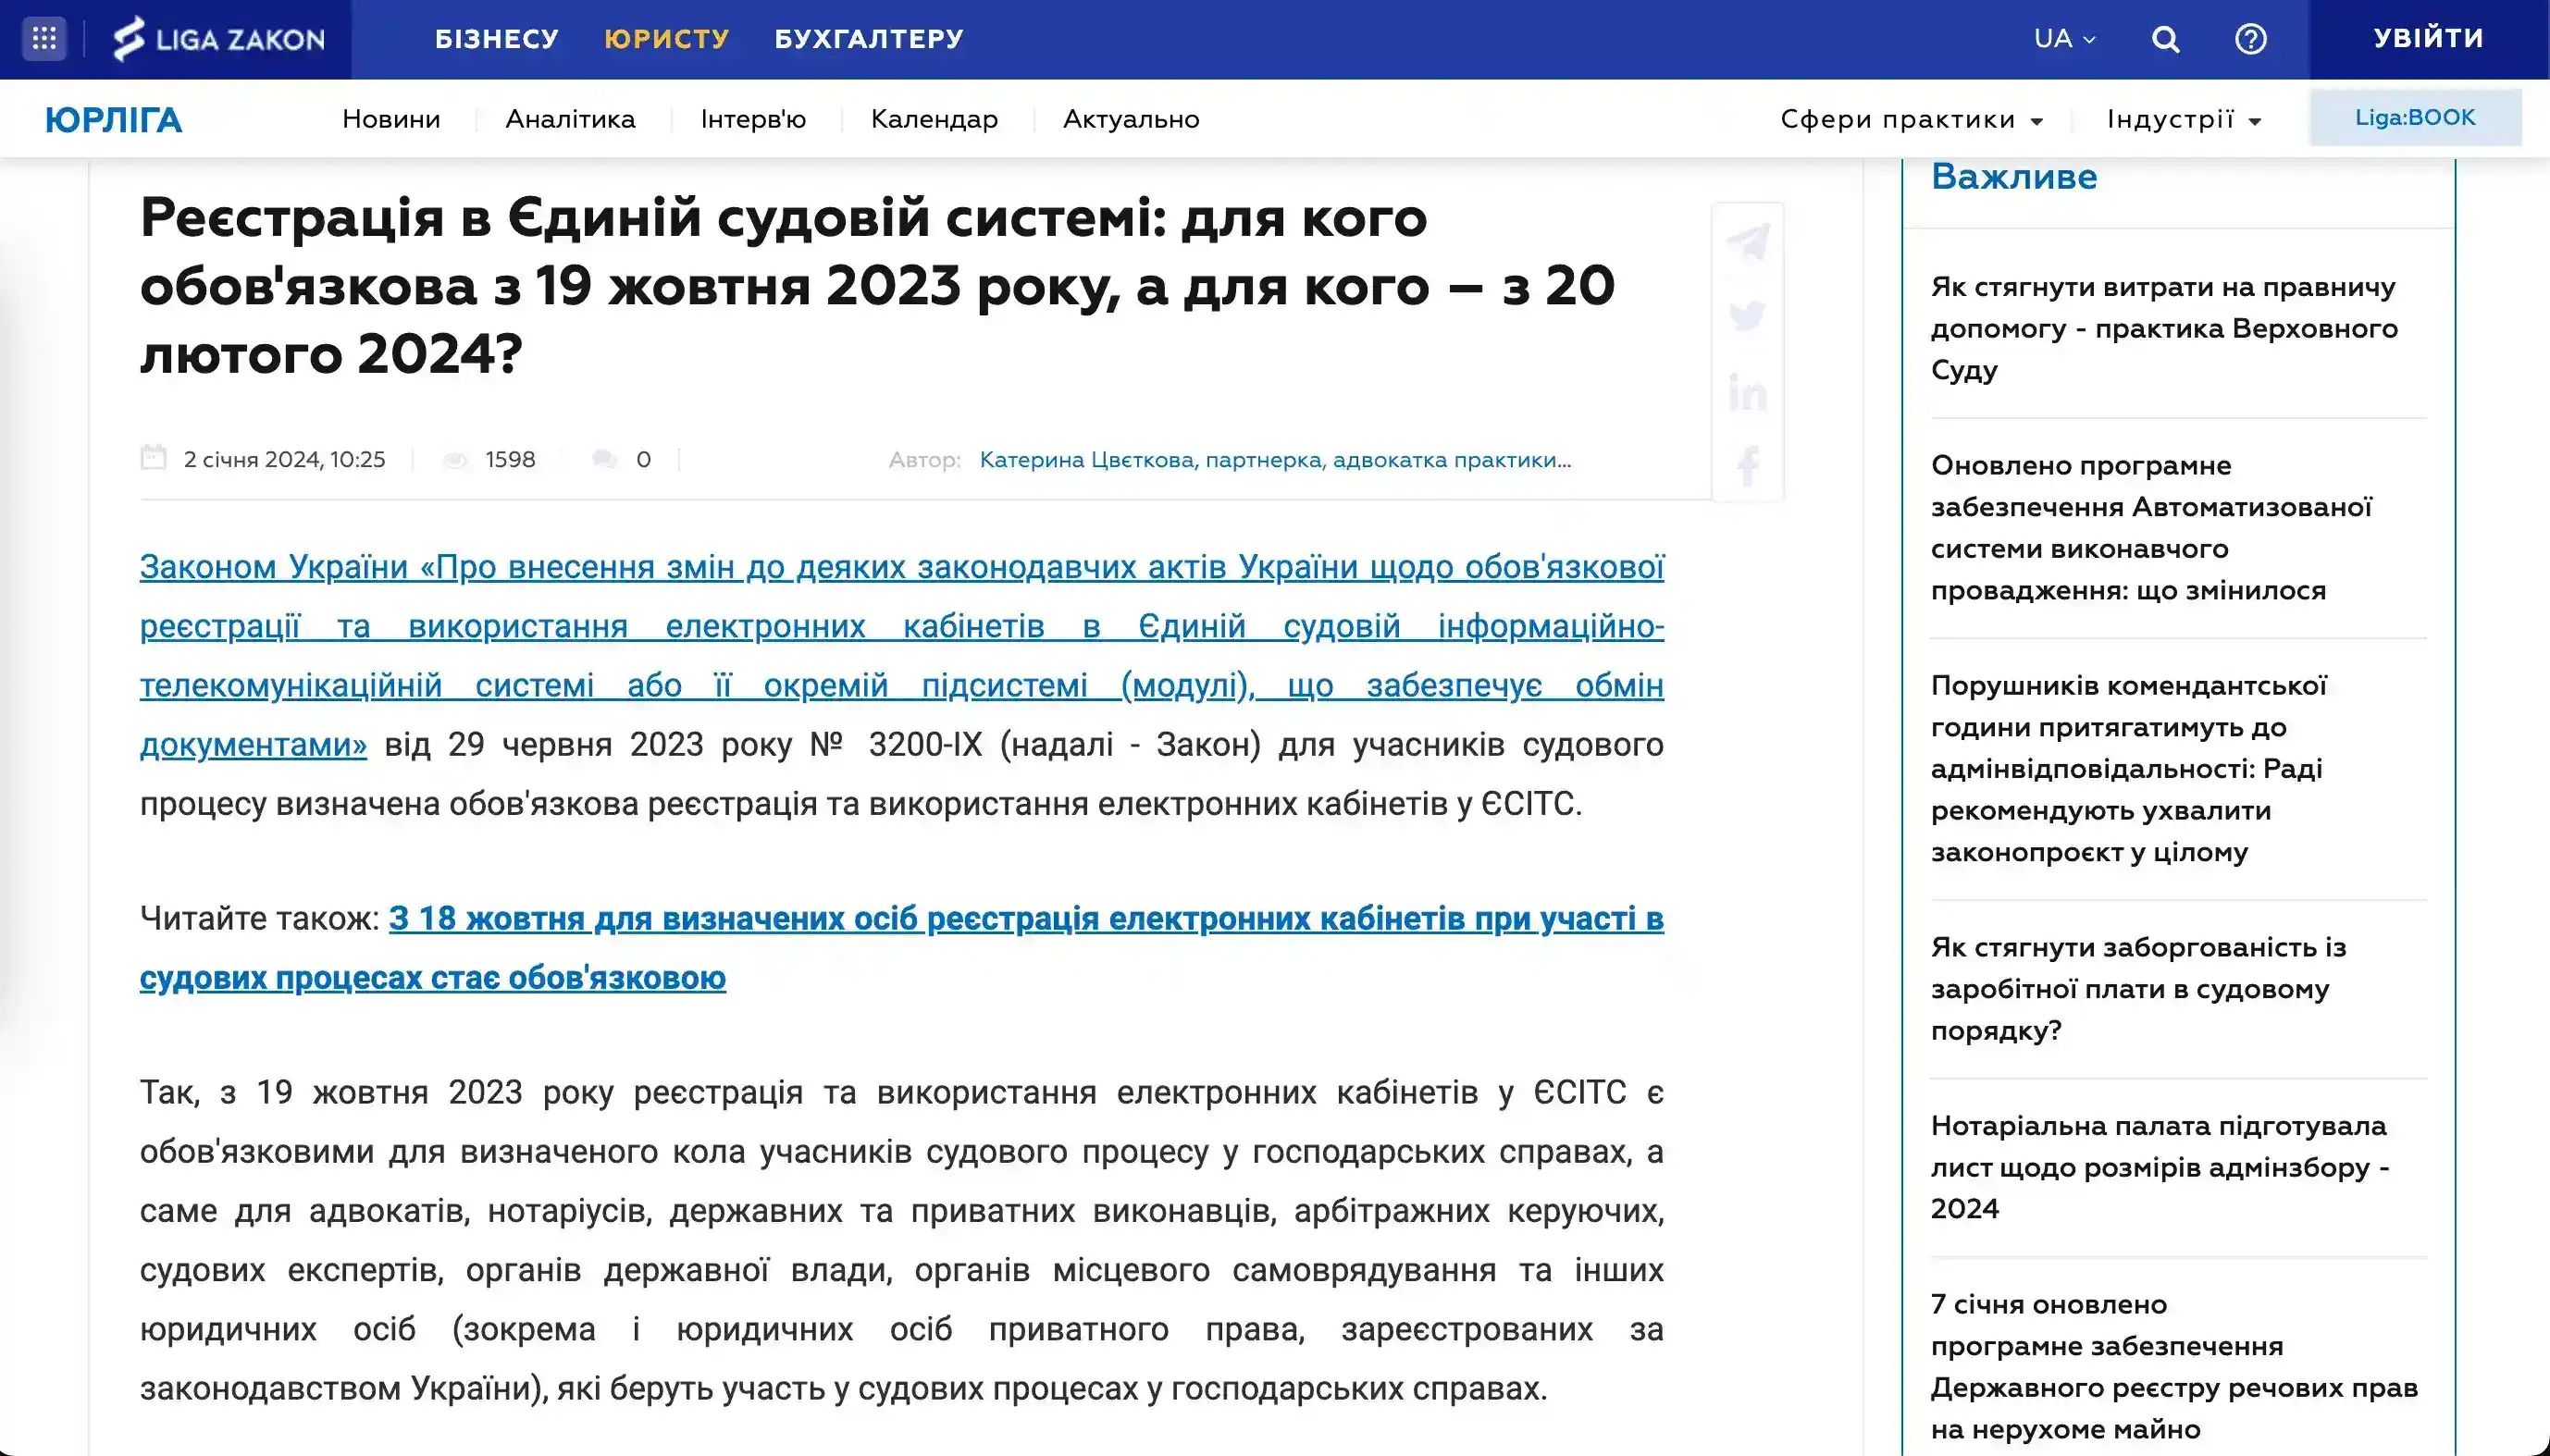 LIGA ZAKON
БІЗНЕСУ
ЮРИСТУ
БУХГАЛТЕРУ
UA
УВІЙТИ
ЮРЛІГА
Новини
Аналітика
Інтерв'ю
Календар
Актуально
Сфери практики
Індустрії
Liga:BOOK
Реєстрація в Єдиній судовій системі: для кого
обов'язкова з 19 жовтня 2023 року, а для кого – з 20
лютого 2024?
2 січня 2024, 10:25
1598
0
Автор: Катерина Цвєткова, партнерка, адвокатка практики...
Законом України «Про внесення змін до деяких законодавчих актів України щодо обов'язкової
реєстрації та використання електронних кабінетів в Єдиній судовій інформаційно-
телекомунікаційній системі або її окремій підсистемі (модулі), що забезпечує обмін
документами» від 29 червня 2023 року № 3200-IX (надалі - Закон) для учасників судового
процесу визначена обов'язкова реєстрація та використання електронних кабінетів у ЄСІТС.
Читайте також: З 18 жовтня для визначених осіб реєстрація електронних кабінетів при участі в
судових процесах стає обов'язковою
Так, з 19 жовтня 2023 року реєстрація та використання електронних кабінетів у ЄСІТС є
обов'язковими для визначеного кола учасників судового процесу у господарських справах, а
саме для адвокатів, нотаріусів, державних та приватних виконавців, арбітражних керуючих,
судових експертів, органів державної влади, органів місцевого самоврядування та інших
юридичних осіб (зокрема і юридичних осіб приватного права, зареєстрованих за
законодавством України), які беруть участь у судових процесах у господарських справах.
Важливе
Як стягнути витрати на правничу
допомогу - практика Верховного
Суду
Оновлено програмне
забезпечення Автоматизованої
системи виконавчого
провадження: що змінилося
Порушників комендантської
години притягатимуть до
адмінвідповідальності: Раді
рекомендують ухвалити
законопроєкт у цілому
Як стягнути заборгованість із
заробітної плати в судовому
порядку?
Нотаріальна палата підготувала
лист щодо розмірів адмінзбору -
2024
7 січня оновлено
програмне забезпечення
Державного реєстру речових прав
на нерухоме майно